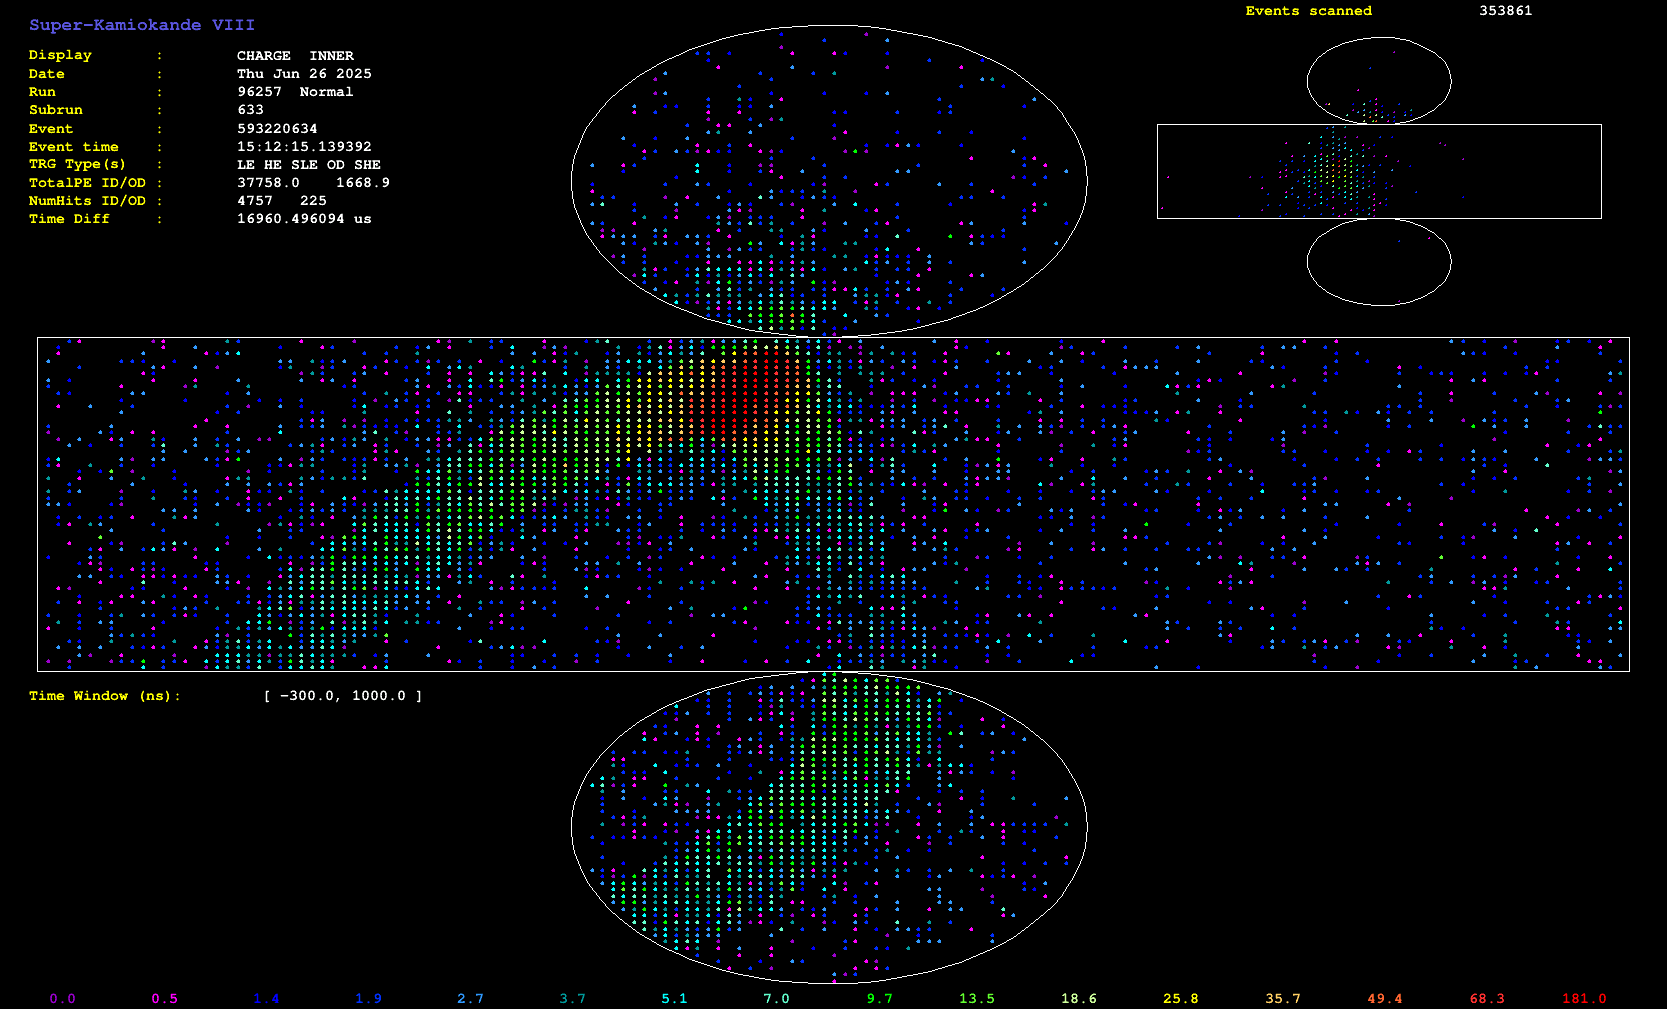 Super-Kamiokande VIII
Events scanned 353861
Display : CHARGE INNER
Date : Thu Jun 26 2025
Run : 96257 Normal
Subrun : 633
Event : 593220634
Event time : 15:12:15.139392
TRG Type(s) : LE HE SLE OD SHE
TotalPE ID/OD : 37758.0 1668.9
NumHits ID/OD : 4757 225
Time Diff : 16960.496094 us
Time Window (ns): [ -300.0, 1000.0 ]
0.0 0.5 1.4 1.9 2.7 3.7 5.1 7.0 9.7 13.5 18.6 25.8 35.7 49.4 68.3 181.0